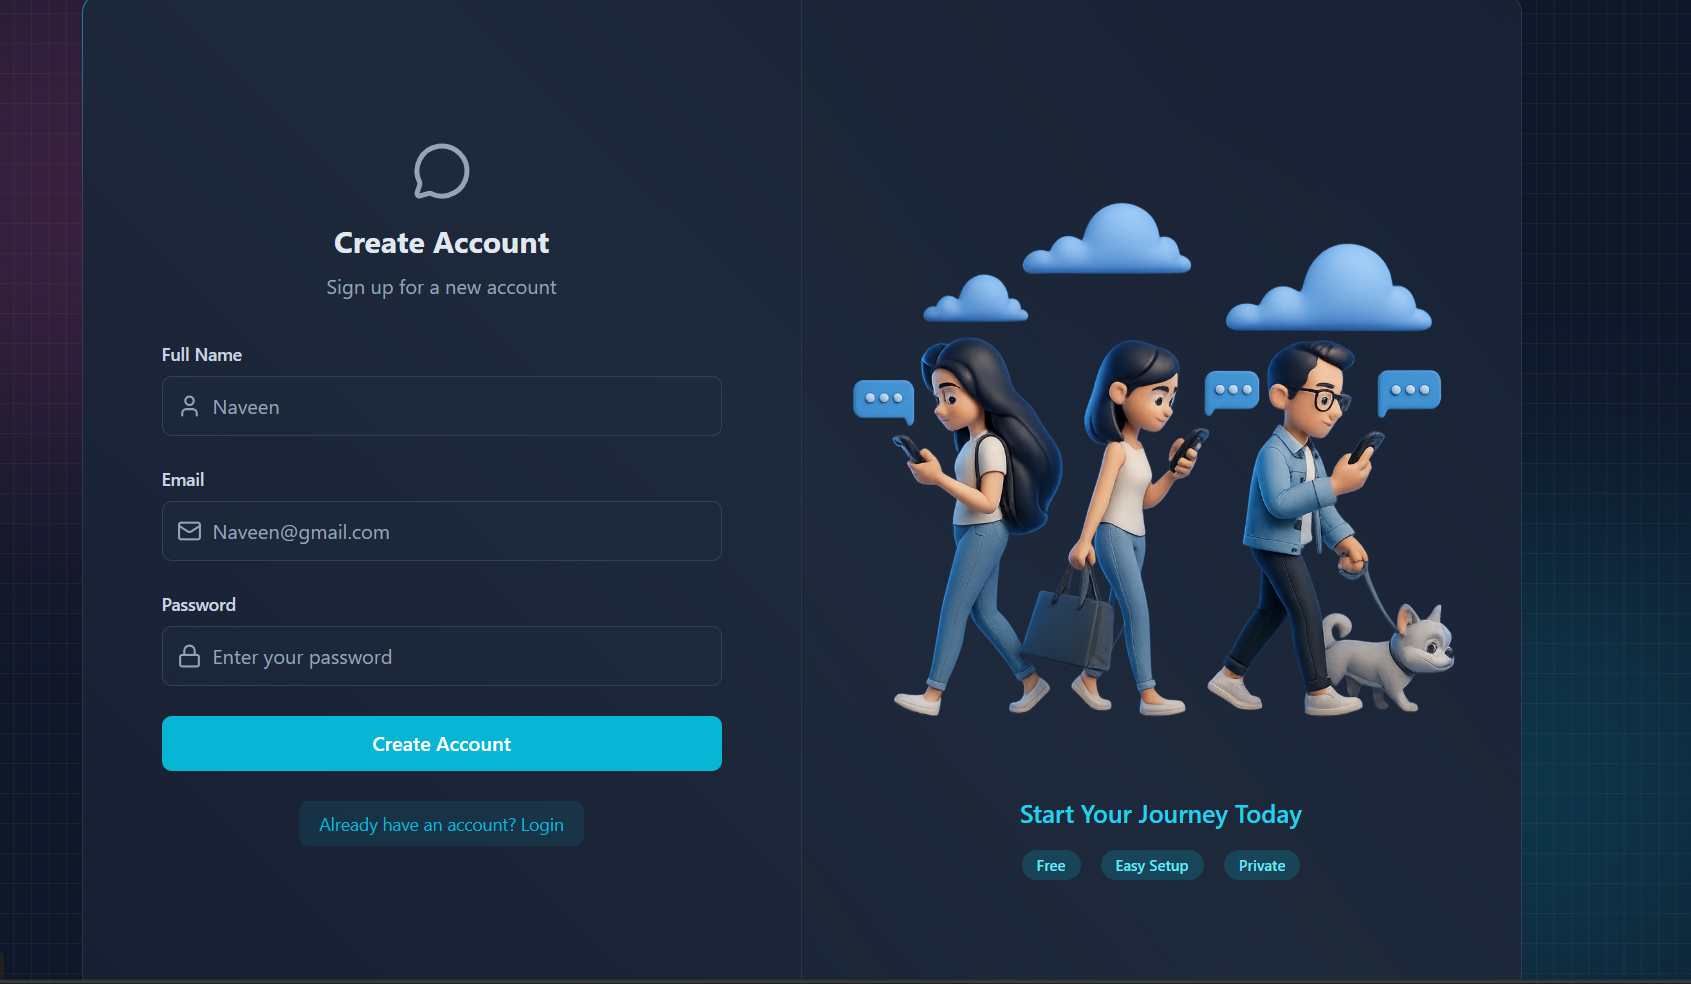 Create Account
Sign up for a new account
Full Name
Naveen
Email
Naveen@gmail.com
Password
Enter your password
Create Account
Already have an account? Login
Start Your Journey Today
Free
Easy Setup
Private